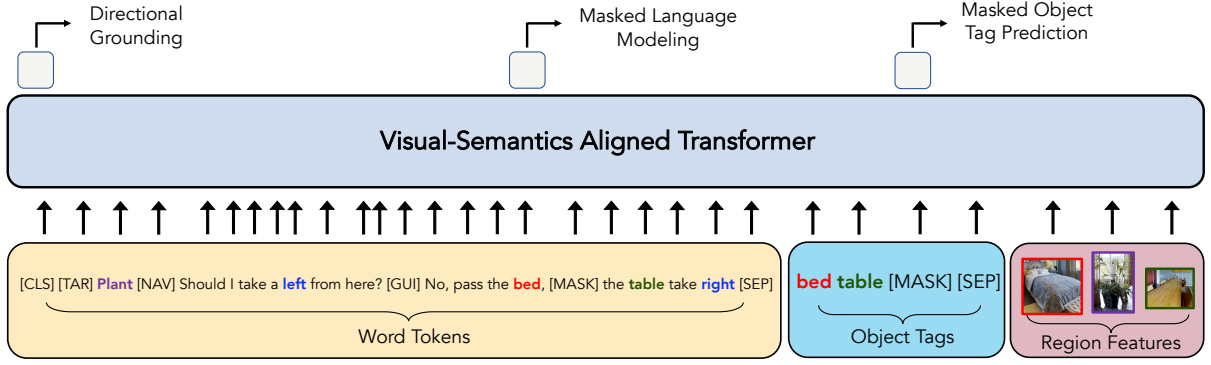 Directional
Grounding
Masked Language
Modeling
Masked Object
Tag Prediction
Visual-Semantics Aligned Transformer
[CLS] [TAR] Plant [NAV] Should I take a left from here? [GUI] No, pass the bed, [MASK] the table take right [SEP]
Word Tokens
bed table [MASK] [SEP]
Object Tags
Region Features